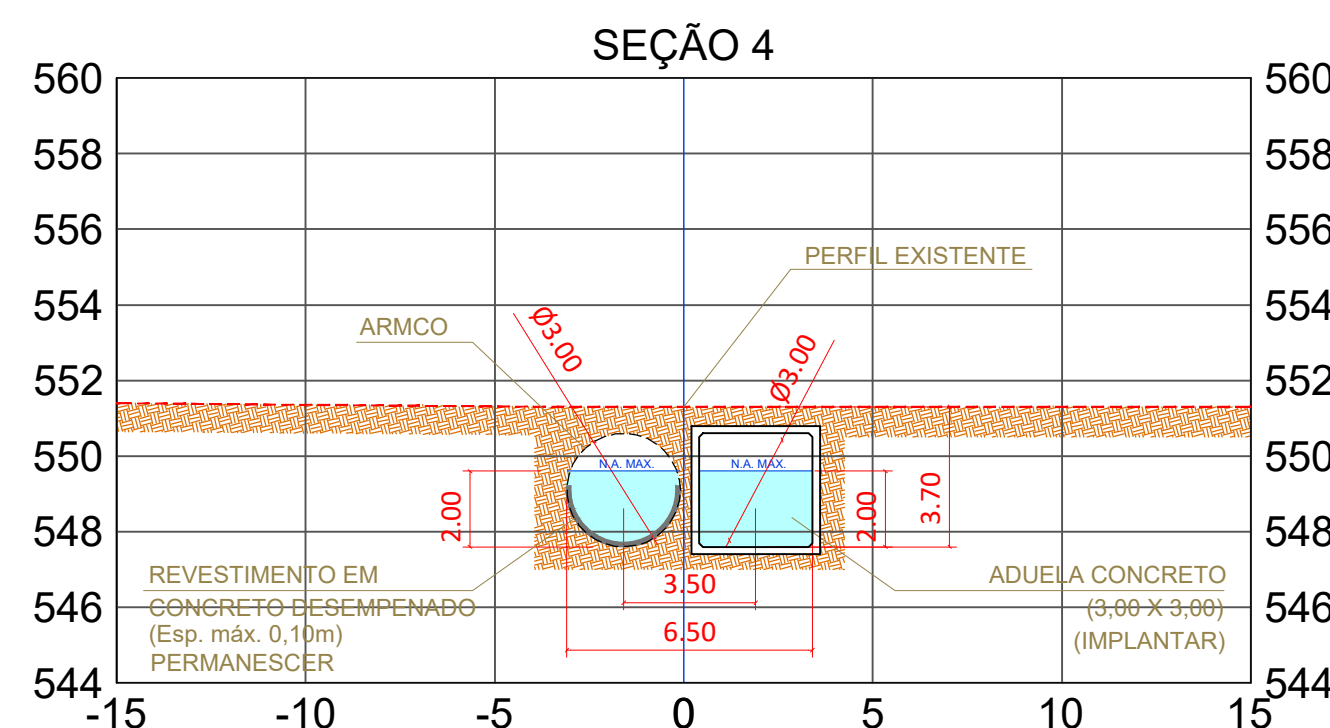 SEÇÃO 4
560
560
558
558
556
556
PERFIL EXISTENTE
554
554
ARMCO
Ø3.00
Ø3.00
552
552
550
550
N.A. MAX.
N.A. MAX.
2.00
2.00
3.70
548
548
REVESTIMENTO EM
CONCRETO DESEMPENADO
(Esp. máx. 0,10m)
PERMANESCER
3.50
6.50
ADUELA CONCRETO
(3,00 X 3,00)
(IMPLANTAR)
546
546
544
544
-15
-10
-5
0
5
10
15